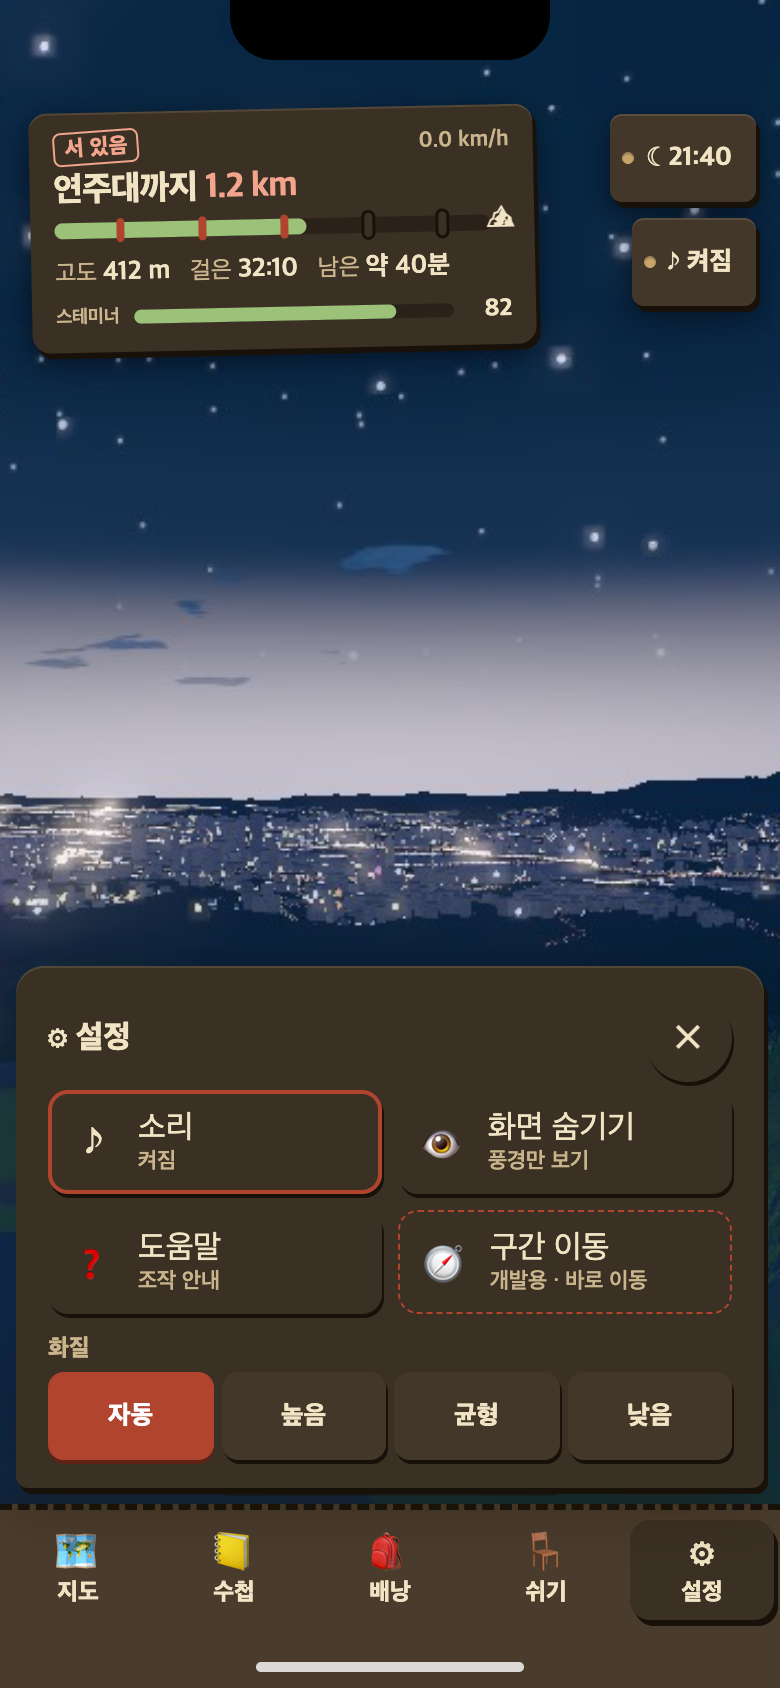 서 있음
0.0 km/h
연주대까지 1.2 km
고도 412 m 걸은 32:10 남은 약 40분
스테미너 82
☾ 21:40
♪ 켜짐
⚙ 설정
×
♪ 소리
켜짐
화면 숨기기
풍경만 보기
? 도움말
조작 안내
구간 이동
개발용 · 바로 이동
화질
자동 높음 균형 낮음
지도 수첩 배낭 쉬기 설정